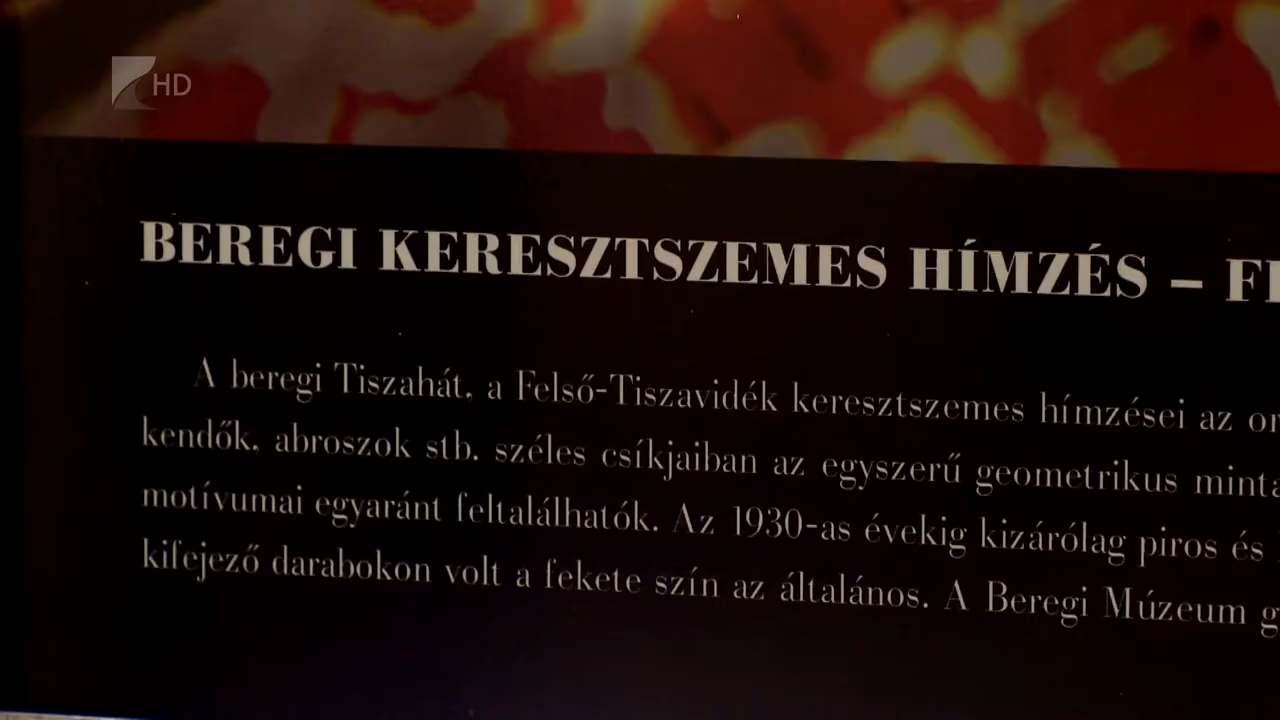 HD
BEREGI KERESZTSZEMES HÍMZÉS –
A beregi Tiszahát, a Felső-Tiszavidék keresztszemes hímzései az
kendők, abroszok stb. széles csíkjaiban az egyszerű geometrikus
motívumai egyaránt feltalálhatók. Az 1930-as évekig kizárólag piros és
kifejező darabokon volt a fekete szín az általános. A Beregi Múzeum